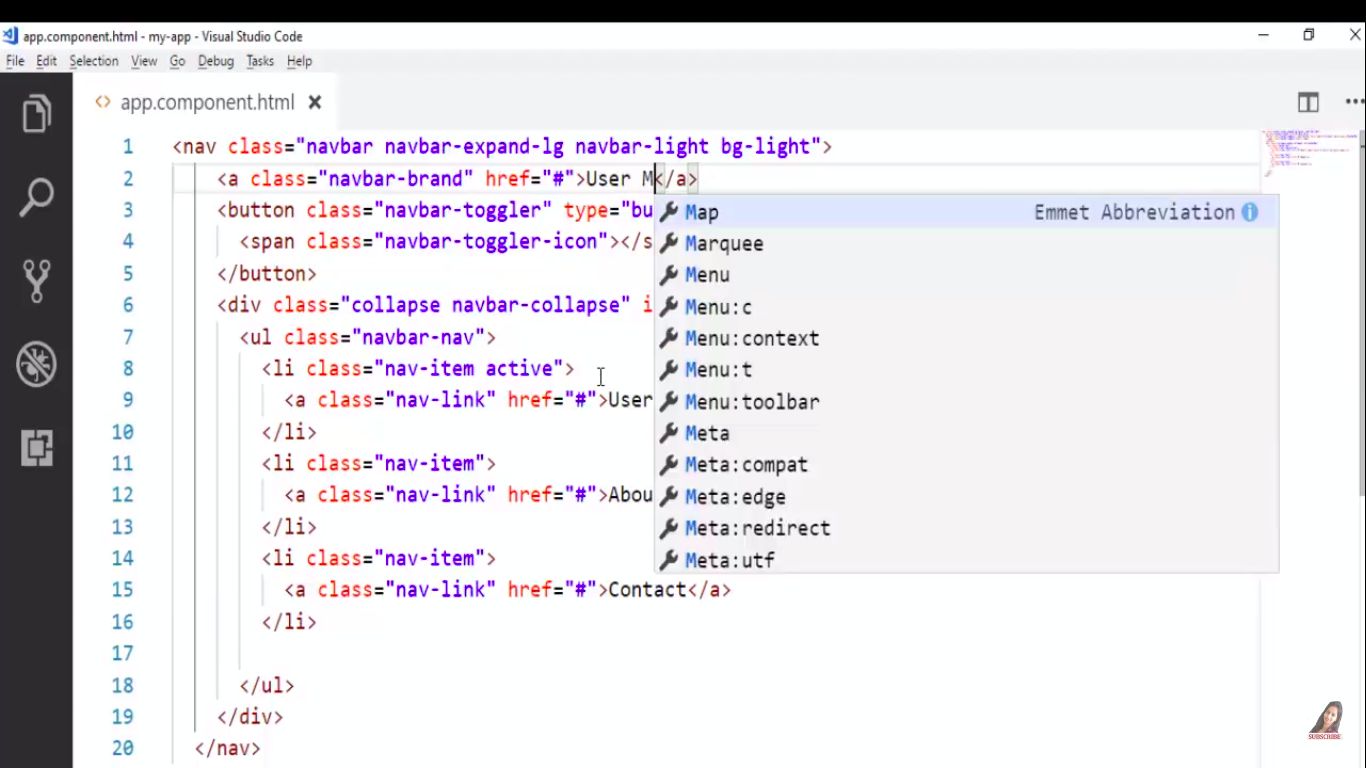 app.component.html - my-app - Visual Studio Code
File Edit Selection View Go Debug Tasks Help
<> app.component.html
1 <nav class="navbar navbar-expand-lg navbar-light bg-light">
2 <a class="navbar-brand" href="#">User M</a>
3 <button class="navbar-toggler" type="bu
4 <span class="navbar-toggler-icon"></s
5 </button>
6 <div class="collapse navbar-collapse" i
7 <ul class="navbar-nav">
8 <li class="nav-item active">
9 <a class="nav-link" href="#">User
10 </li>
11 <li class="nav-item">
12 <a class="nav-link" href="#">Abou
13 </li>
14 <li class="nav-item">
15 <a class="nav-link" href="#">Contact</a>
16 </li>
17
18 </ul>
19 </div>
20 </nav>
Map Emmet Abbreviation
Marquee
Menu
Menu:c
Menu:context
Menu:t
Menu:toolbar
Meta
Meta:compat
Meta:edge
Meta:redirect
Meta:utf
SUBSCRIBE